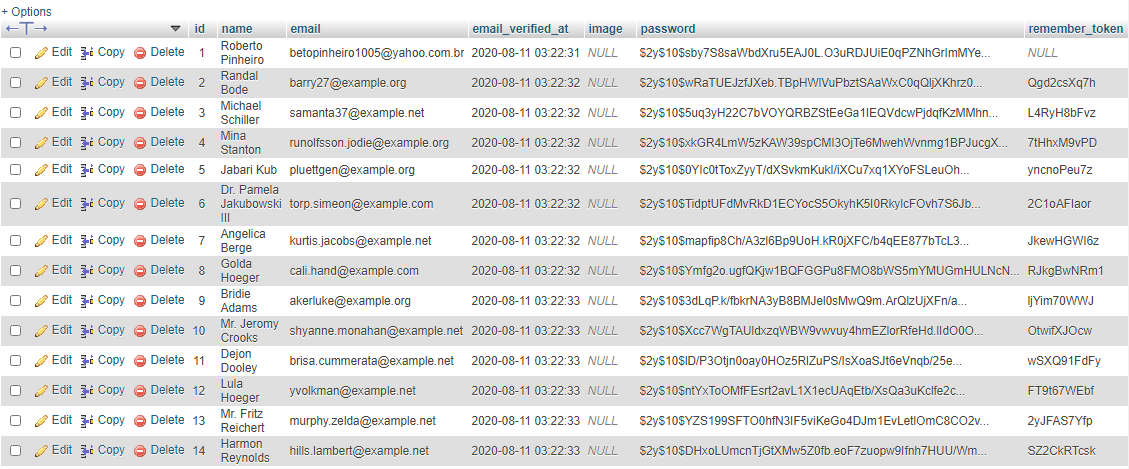 + Options
←T→ id name email email_verified_at image password remember_token
Edit Copy Delete 1 Roberto Pinheiro betopinheiro1005@yahoo.com.br 2020-08-11 03:22:31 NULL $2y$10$sby7S8saWbdXru5EAJ0L.O3uRDJUiE0qPZNhGrImMYe... NULL
Edit Copy Delete 2 Randal Bode barry27@example.org 2020-08-11 03:22:32 NULL $2y$10$wRaTUEJzfJXeb.TBpHWlVuPbztSAaWxC0qQljXKhrz0... Qgd2csXq7h
Edit Copy Delete 3 Michael Schiller samanta37@example.net 2020-08-11 03:22:32 NULL $2y$10$5uq3yH22C7bVOYQRBZStEeGa1lEQVdcwPjdqfKzMMhn... L4RyH8bFvz
Edit Copy Delete 4 Mina Stanton runolfsson.jodie@example.org 2020-08-11 03:22:32 NULL $2y$10$xkGR4LmW5zKAW39spCMl3OjTe6MwehWvnmg1BPJucgX... 7tHhxM9vPD
Edit Copy Delete 5 Jabari Kub pluettgen@example.org 2020-08-11 03:22:32 NULL $2y$10$0YIc0tToxZyyT/dXSvkmKukI/iXCu7xq1XYoFSLeuOh... yncnoPeu7z
Edit Copy Delete 6 Dr. Pamela Jakubowski III torp.simeon@example.com 2020-08-11 03:22:32 NULL $2y$10$TidptUFdMvRkD1ECYocS5OkyhK5I0RkylcFOvh7S6Jb... 2C1oAFlaor
Edit Copy Delete 7 Angelica Berge kurtis.jacobs@example.net 2020-08-11 03:22:32 NULL $2y$10$mapfip8Ch/A3zl6Bp9UoH.kR0jXFC/b4qEE877bTcL3... JkewHGWl6z
Edit Copy Delete 8 Golda Hoeger cali.hand@example.com 2020-08-11 03:22:32 NULL $2y$10$Ymfg2o.ugfQKjw1BQFGGPu8FMO8bWS5mYMUGmHULNcN... RJkgBwNRm1
Edit Copy Delete 9 Bridie Adams akerluke@example.org 2020-08-11 03:22:33 NULL $2y$10$3dLqP.k/fbkrNA3yB8BMJel0sMwQ9m.ArQlzUjXFn/a... ljYim70WWJ
Edit Copy Delete 10 Mr. Jeromy Crooks shyanne.monahan@example.net 2020-08-11 03:22:33 NULL $2y$10$Xcc7WgTAUldxzqWBW9vwvuy4hmEZlorRfeHd.lIdO0O... OtwifXJOcw
Edit Copy Delete 11 Dejon Dooley brisa.cummerata@example.net 2020-08-11 03:22:33 NULL $2y$10$lD/P3Otjn0oay0HOz5RlZuPS/IsXoaSJt6eVnqb/25e... wSXQ91FdFy
Edit Copy Delete 12 Lula Hoeger yvolkman@example.net 2020-08-11 03:22:33 NULL $2y$10$ntYxToOMfFEsrt2avL1X1ecUAqEtb/XsQa3uKclfe2c... FT9t67WEbf
Edit Copy Delete 13 Mr. Fritz Reichert murphy.zelda@example.com 2020-08-11 03:22:33 NULL $2y$10$YZS199SFTO0hfN3IF5viKeGo4DJm1EvLetlOmC8CO2v... 2yJFAS7Yfp
Edit Copy Delete 14 Harmon Reynolds hills.lambert@example.com 2020-08-11 03:22:33 NULL $2y$10$DHxoLUmcnTjGtXMw5Z0fb.eoF7zuopw9Ifnh7HUU/Wm... SZ2CkRTcsk